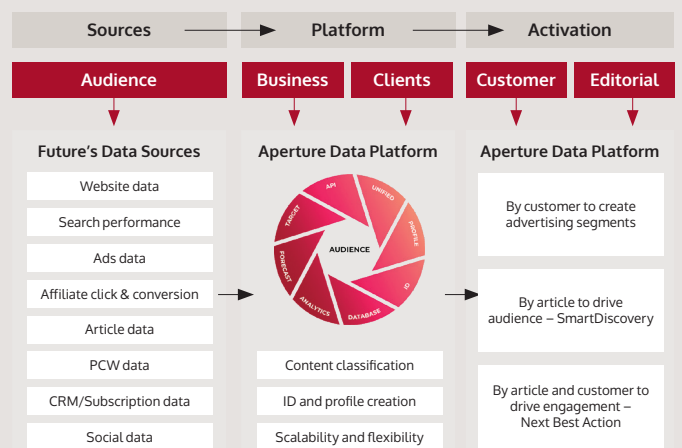 Sources
Platform
Activation
Audience
Business
Clients
Customer
Editorial
Future's Data Sources
Website data
Search performance
Ads data
Affiliate click & conversion
Article data
PCW data
CRM/Subscription data
Social data
Aperture Data Platform
API
UNIFIED
PROFILE
ID
DATABASE
ANALYTICS
FORECAST
TARGET
AUDIENCE
Content classification
ID and profile creation
Scalability and flexibility
Aperture Data Platform
By customer to create
advertising segments
By article to drive
audience – SmartDiscovery
By article and customer to
drive engagement –
Next Best Action